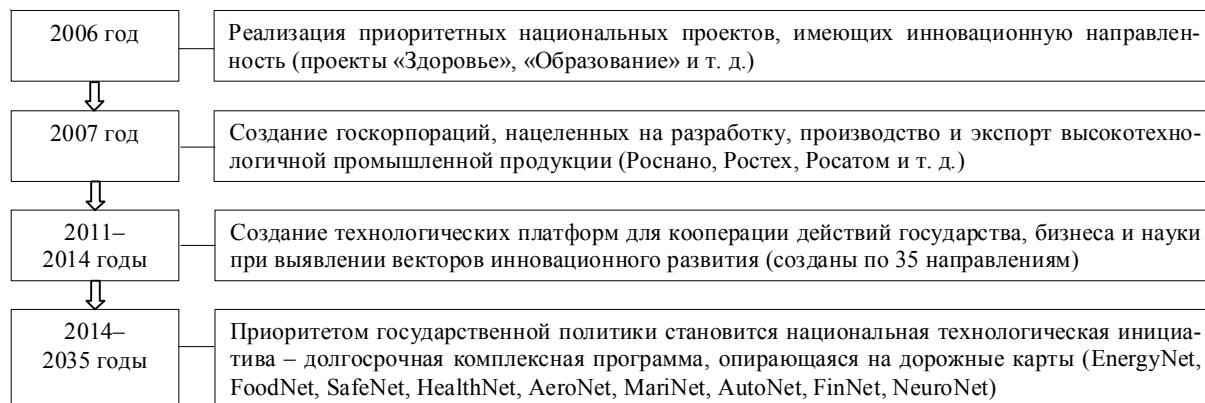 2006 год
Реализация приоритетных национальных проектов, имеющих инновационную направлен-
ность (проекты «Здоровье», «Образование» и т. д.)
2007 год
Создание госкорпораций, нацеленных на разработку, производство и экспорт высокотехно-
логичной промышленной продукции (Роснано, Ростех, Росатом и т. д.)
2011–
2014 годы
Создание технологических платформ для кооперации действий государства, бизнеса и науки
при выявлении векторов инновационного развития (созданы по 35 направлениям)
2014–
2035 годы
Приоритетом государственной политики становится национальная технологическая инициа-
тива – долгосрочная комплексная программа, опирающаяся на дорожные карты (EnergyNet,
FoodNet, SafeNet, HealthNet, AeroNet, MariNet, AutoNet, FinNet, NeuroNet)